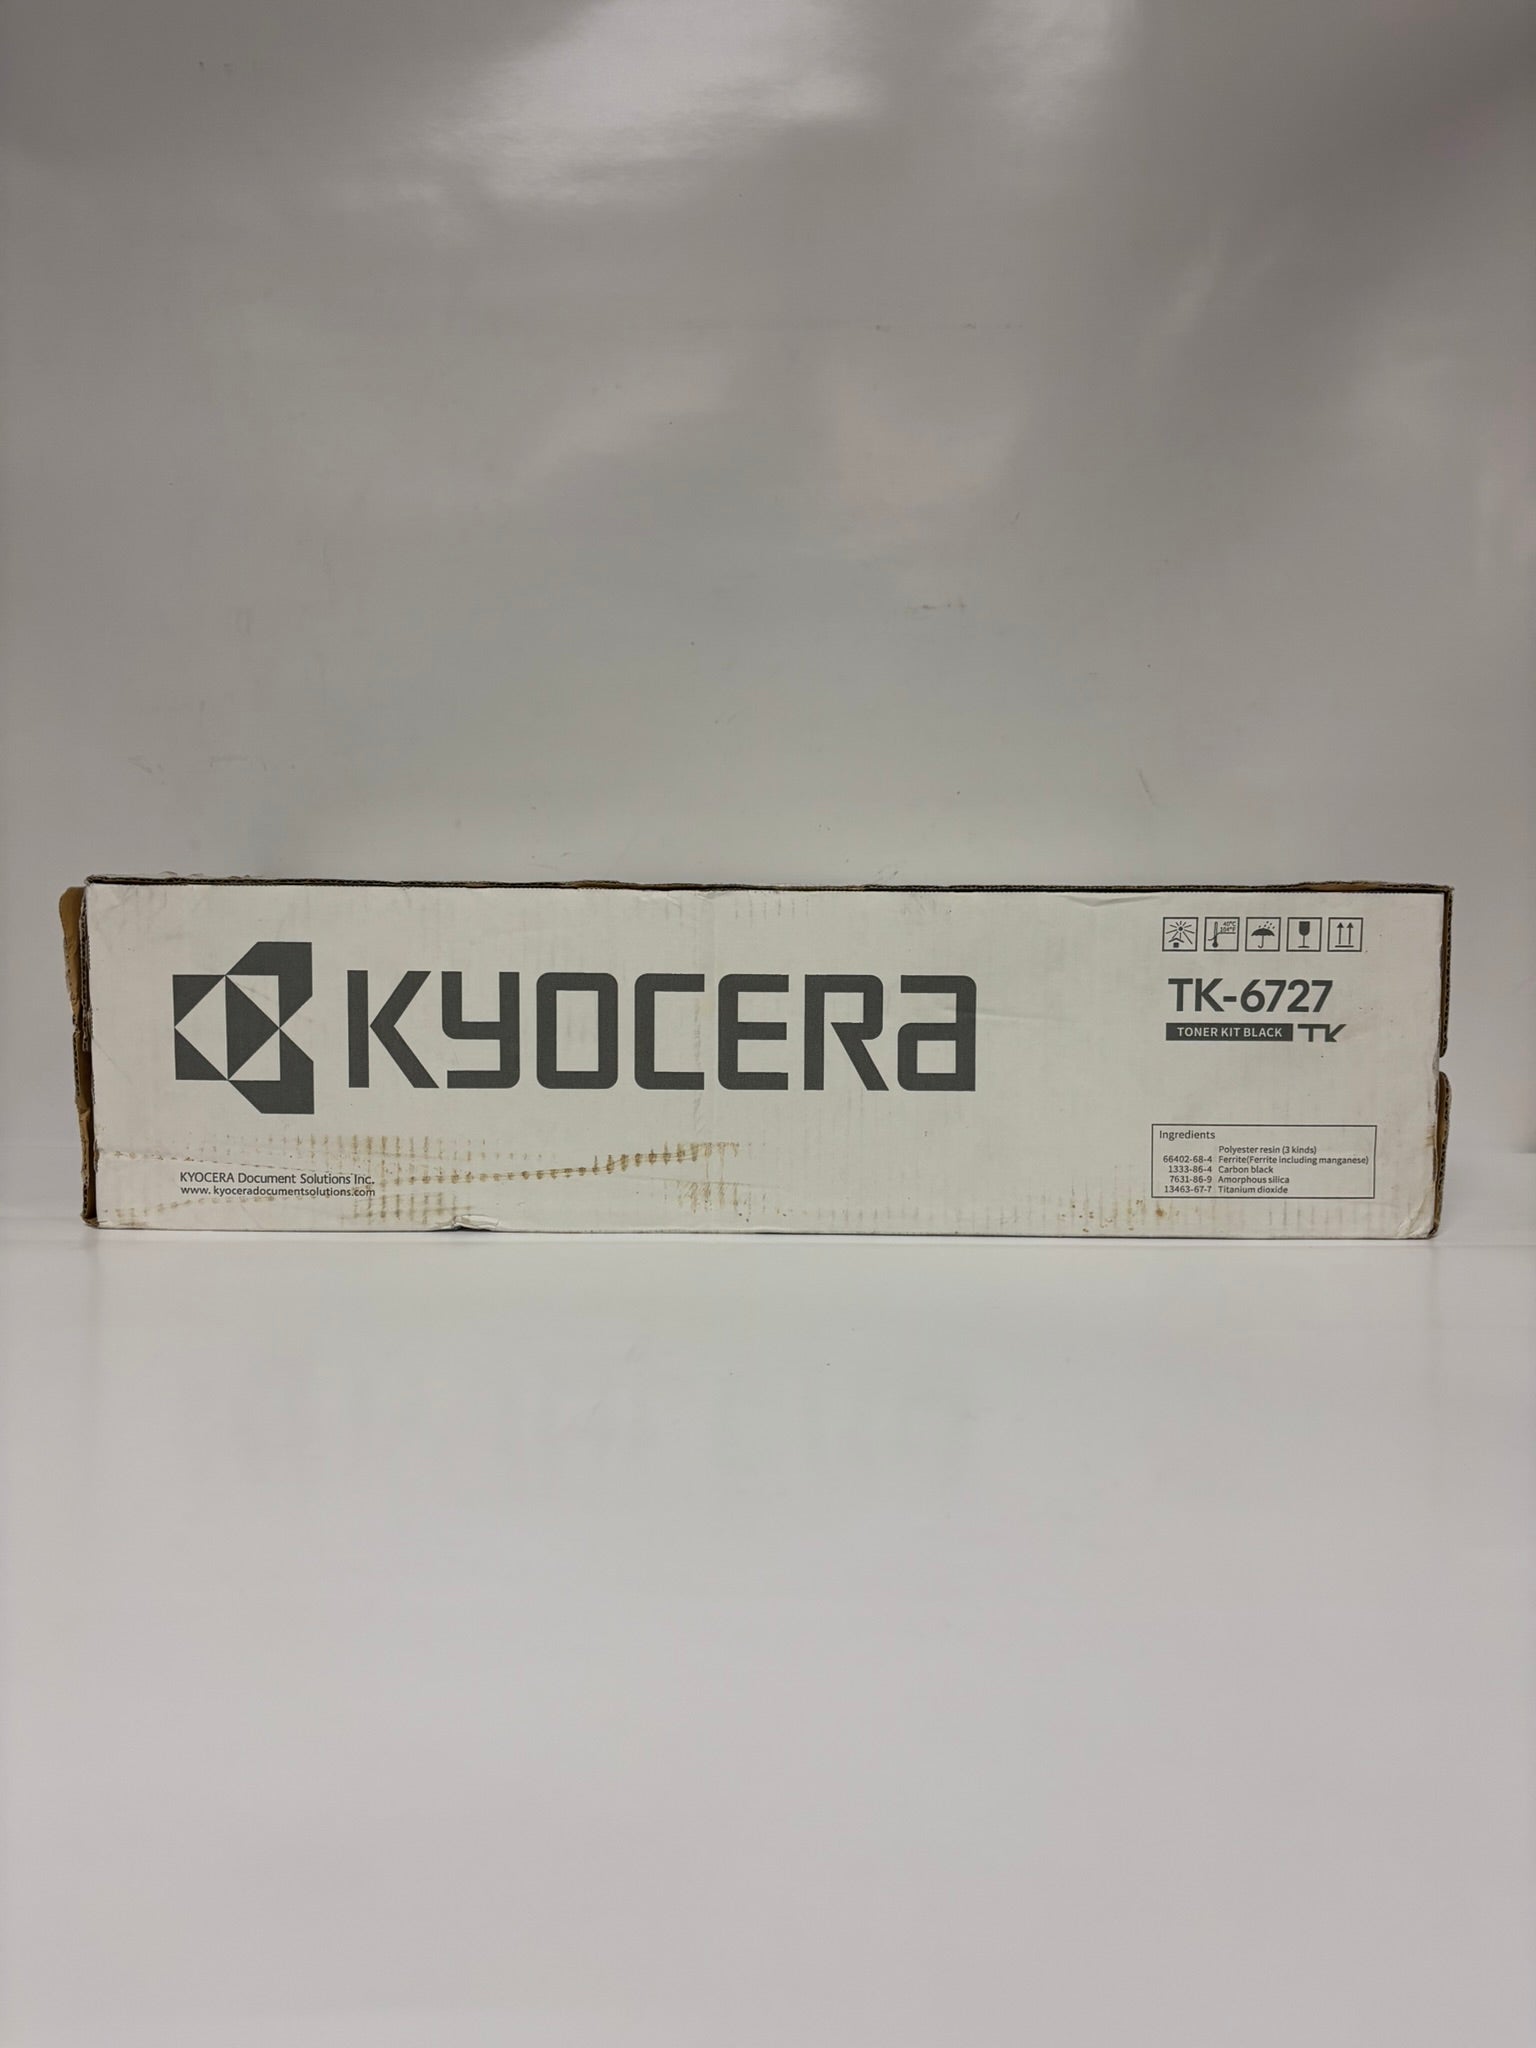 KYOCERA
40°C
104°F
TK-6727
TONER KIT BLACK TK
Ingredients
Polyester resin (3 kinds)
66402-68-4 Ferrite(Ferrite including manganese)
1333-86-4 Carbon black
7631-86-9 Amorphous silica
13463-67-7 Titanium dioxide
KYOCERA Document Solutions Inc.
www. kyoceradocumentsolutions.com